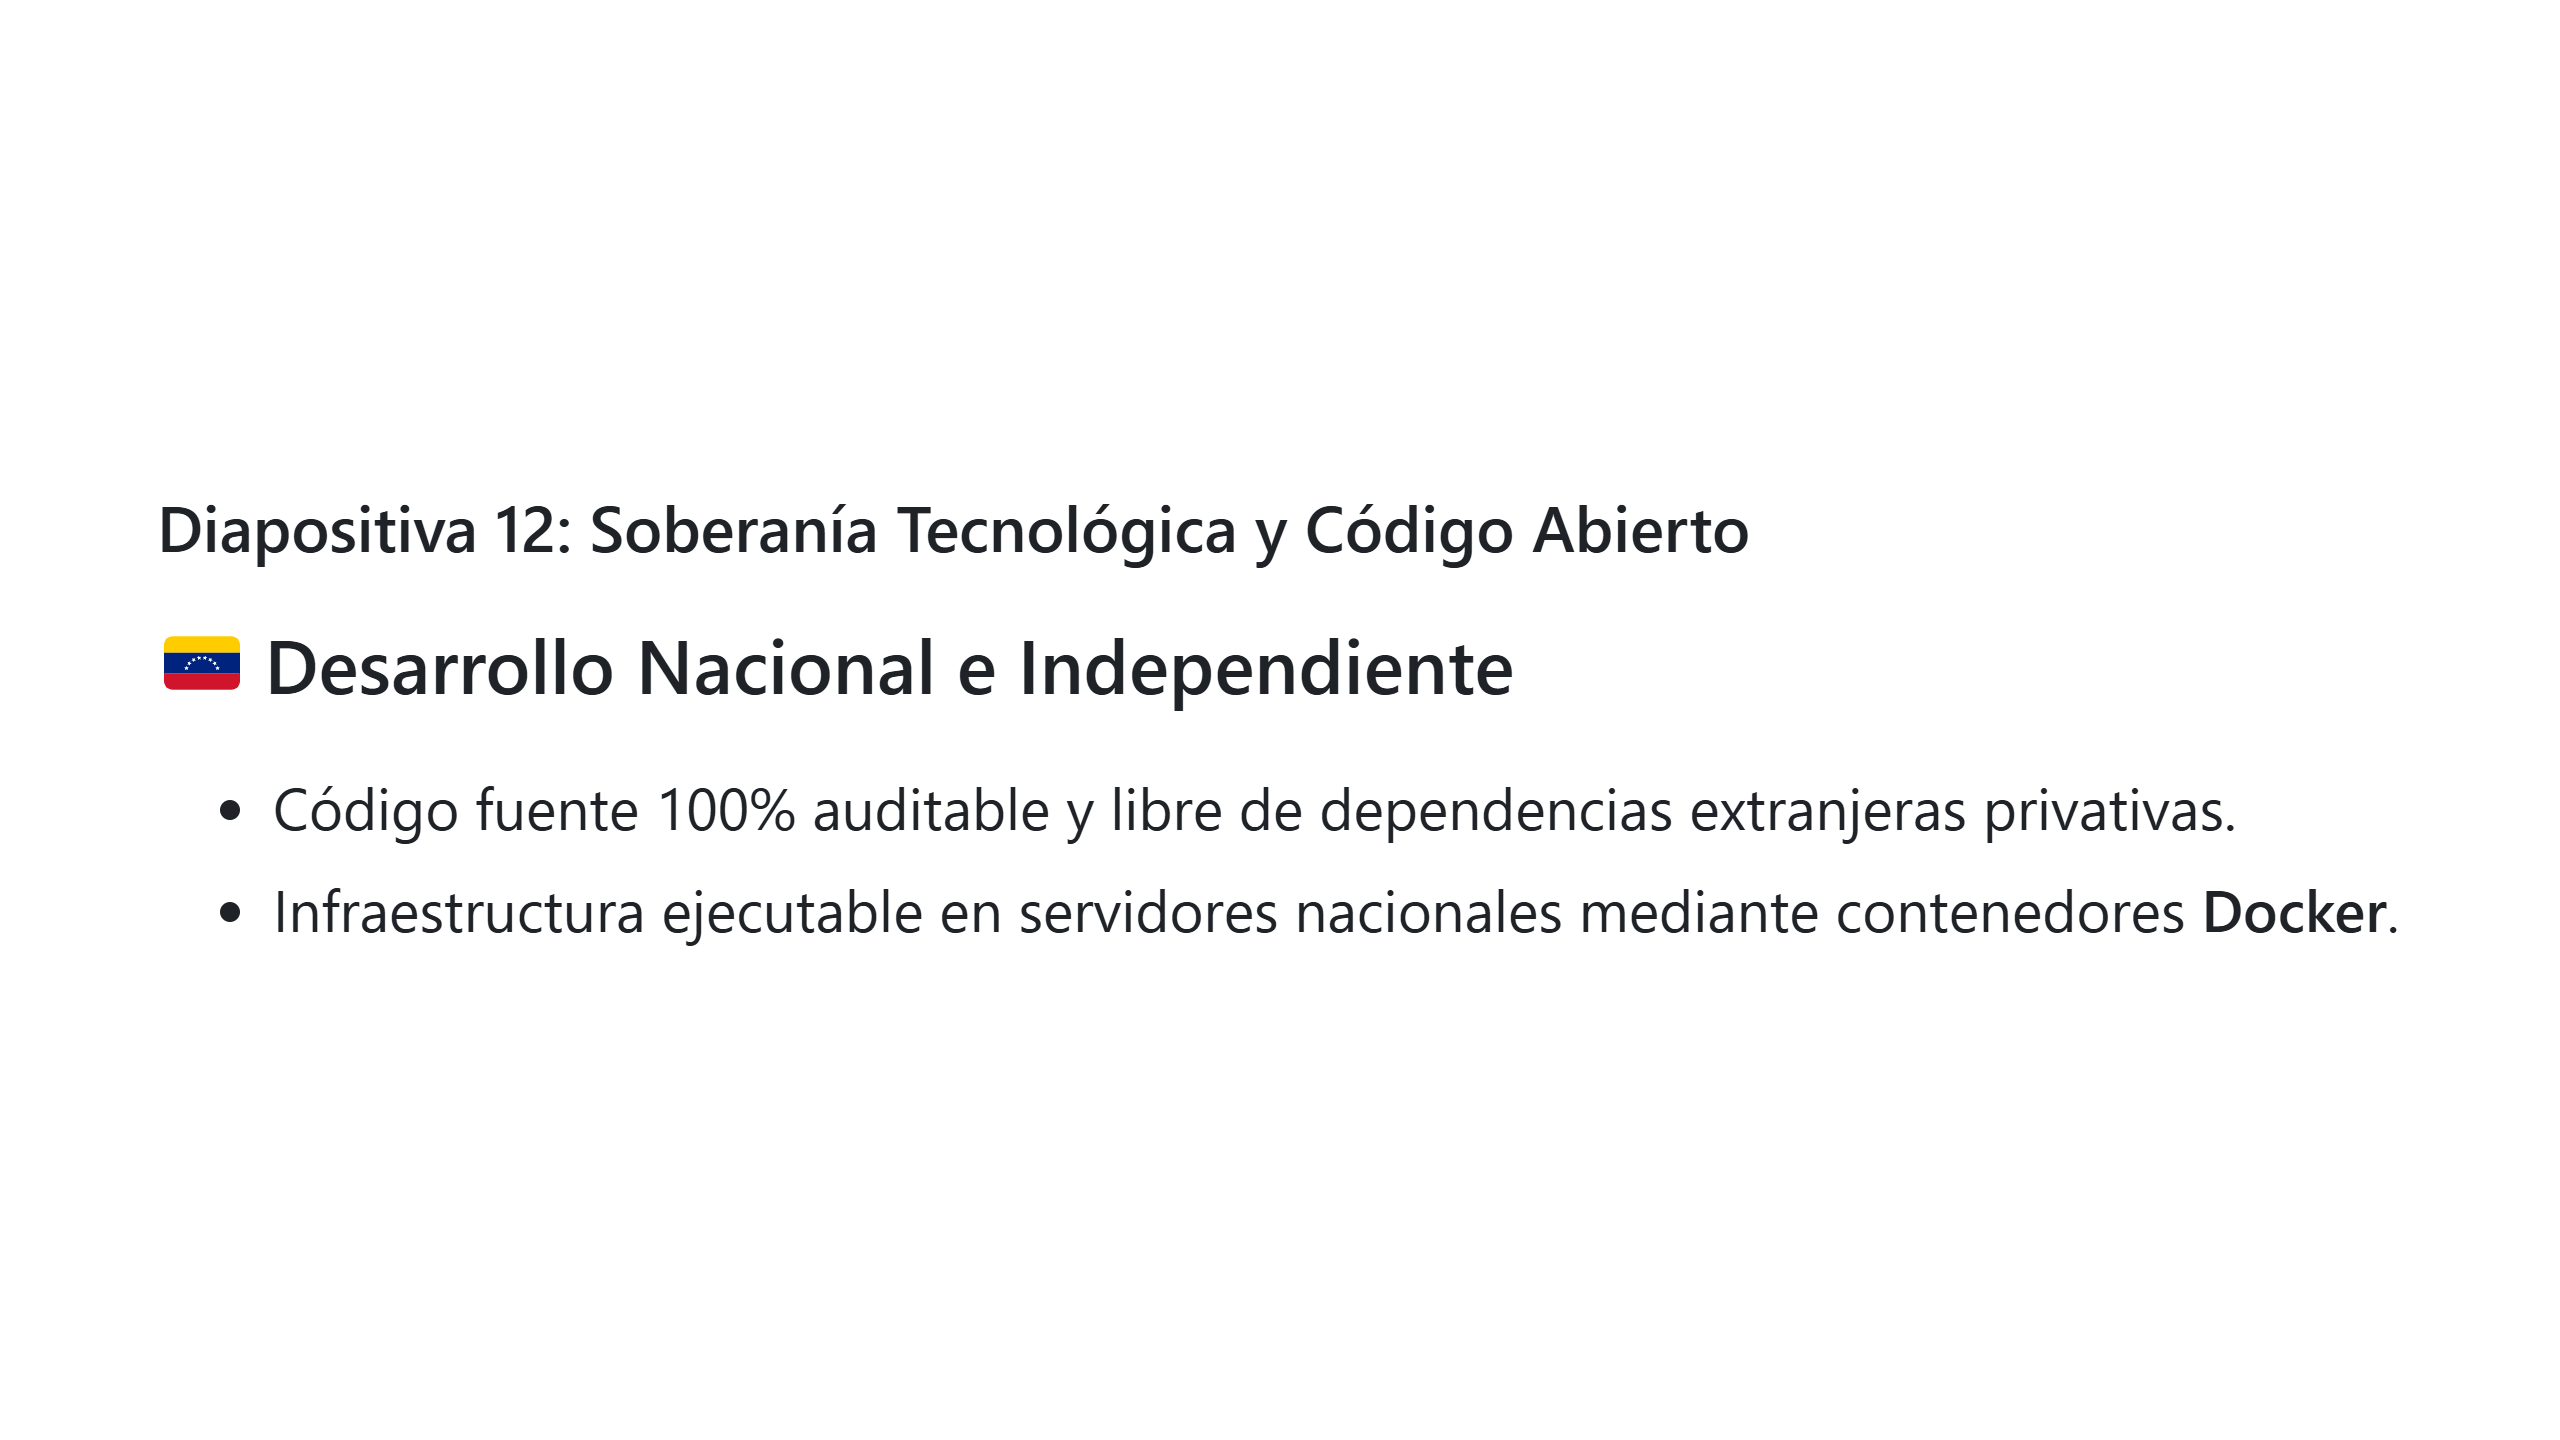 Diapositiva 12: Soberanía Tecnológica y Código Abierto
🇻🇪 Desarrollo Nacional e Independiente
• Código fuente 100% auditable y libre de dependencias extranjeras privativas.
• Infraestructura ejecutable en servidores nacionales mediante contenedores Docker.